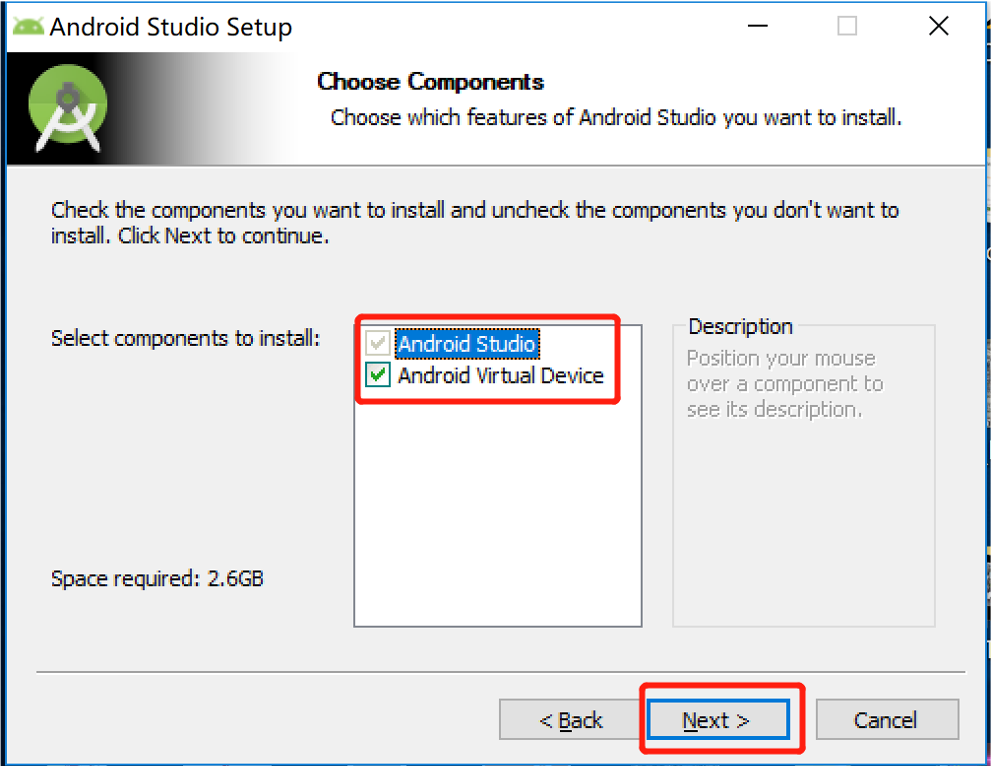 Android Studio Setup
Choose Components
Choose which features of Android Studio you want to install.
Check the components you want to install and uncheck the components you don't want to
install. Click Next to continue.
Select components to install:
Android Studio
Android Virtual Device
Description
Position your mouse
over a component to
see its description.
Space required: 2.6GB
< Back
Next >
Cancel